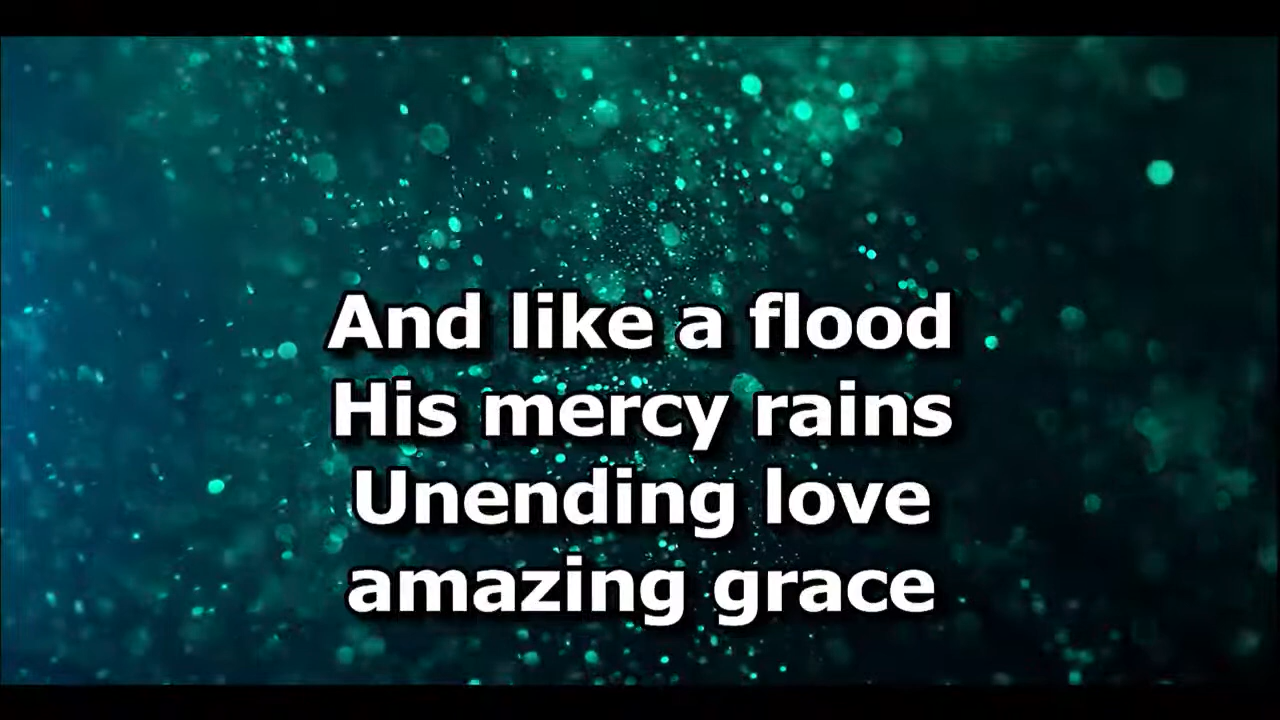 And like a flood
His mercy rains
Unending love
amazing grace